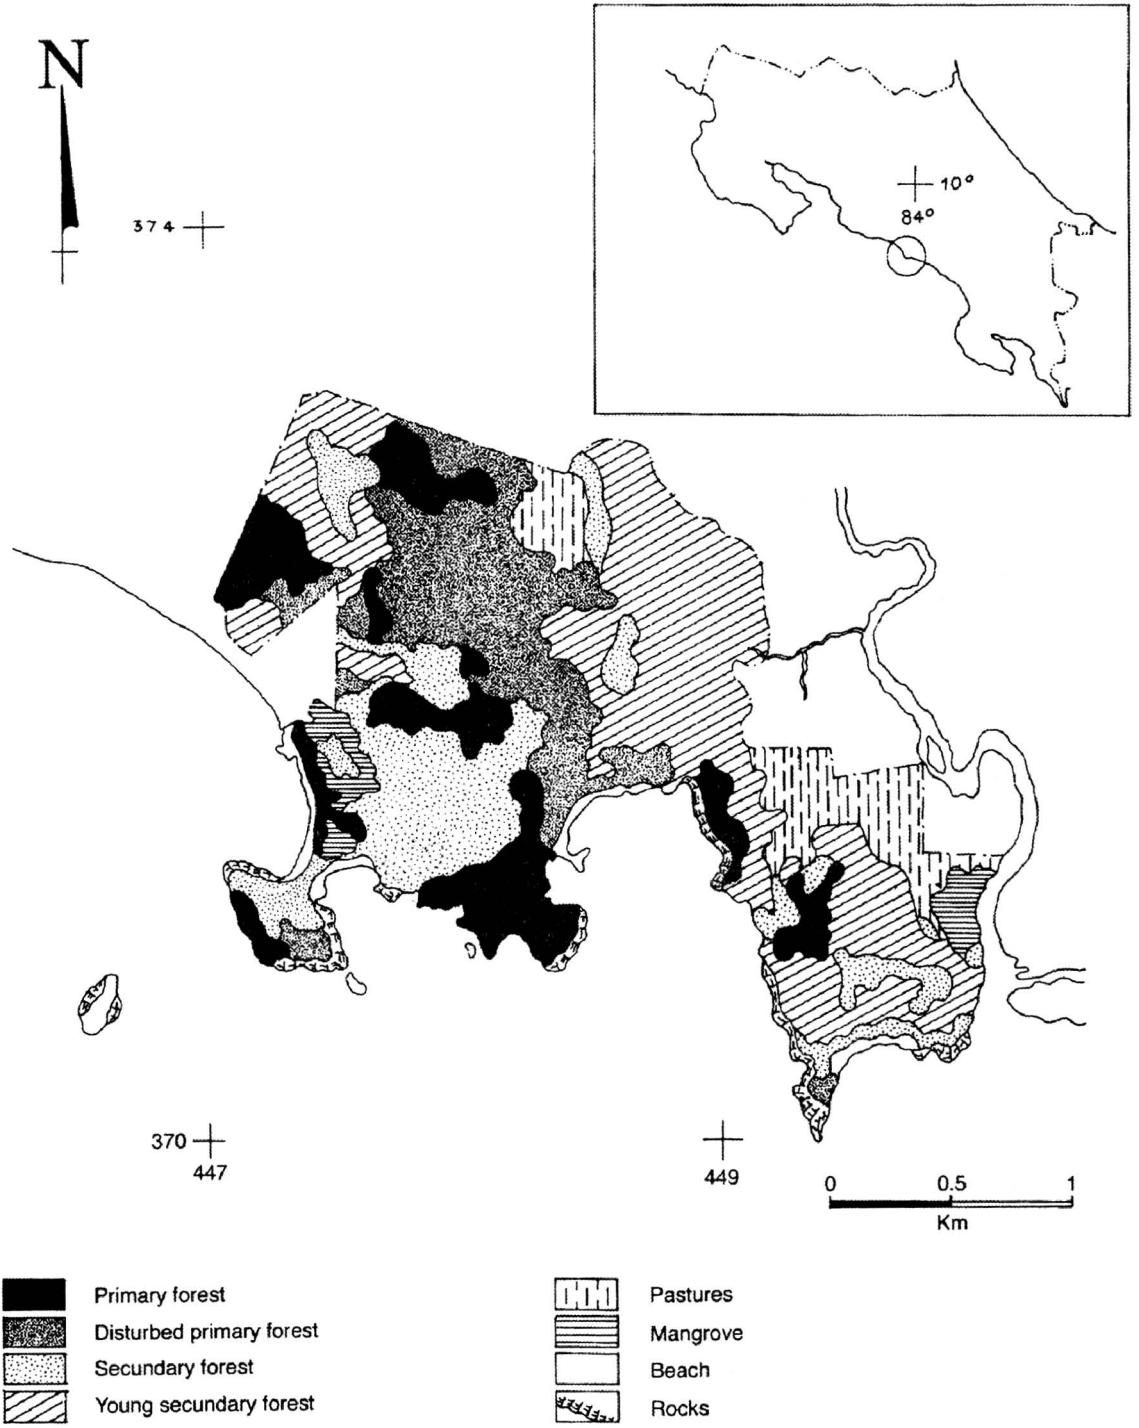 N
374
10°
84°
370
447
449
0 0.5 1
Km
Primary forest
Disturbed primary forest
Secundary forest
Young secundary forest
Pastures
Mangrove
Beach
Rocks